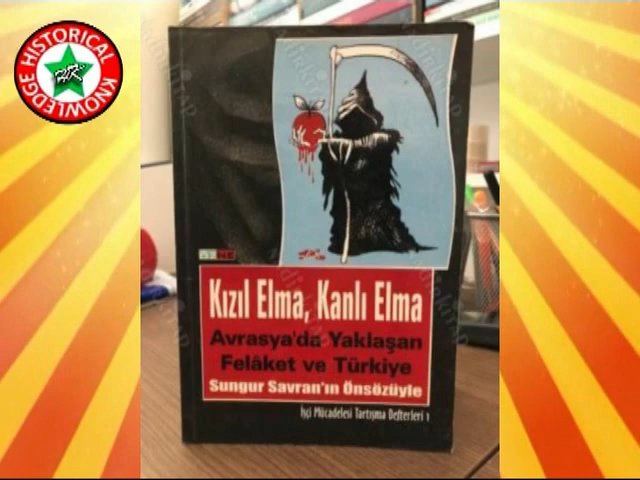 HISTORICAL KNOWLEDGE
Kızıl Elma, Kanlı Elma
Avrasya'da Yaklaşan
Felâket ve Türkiye
Sungur Savran'ın Önsözüyle
İşçi Mücadelesi Tartışma Defterleri 1